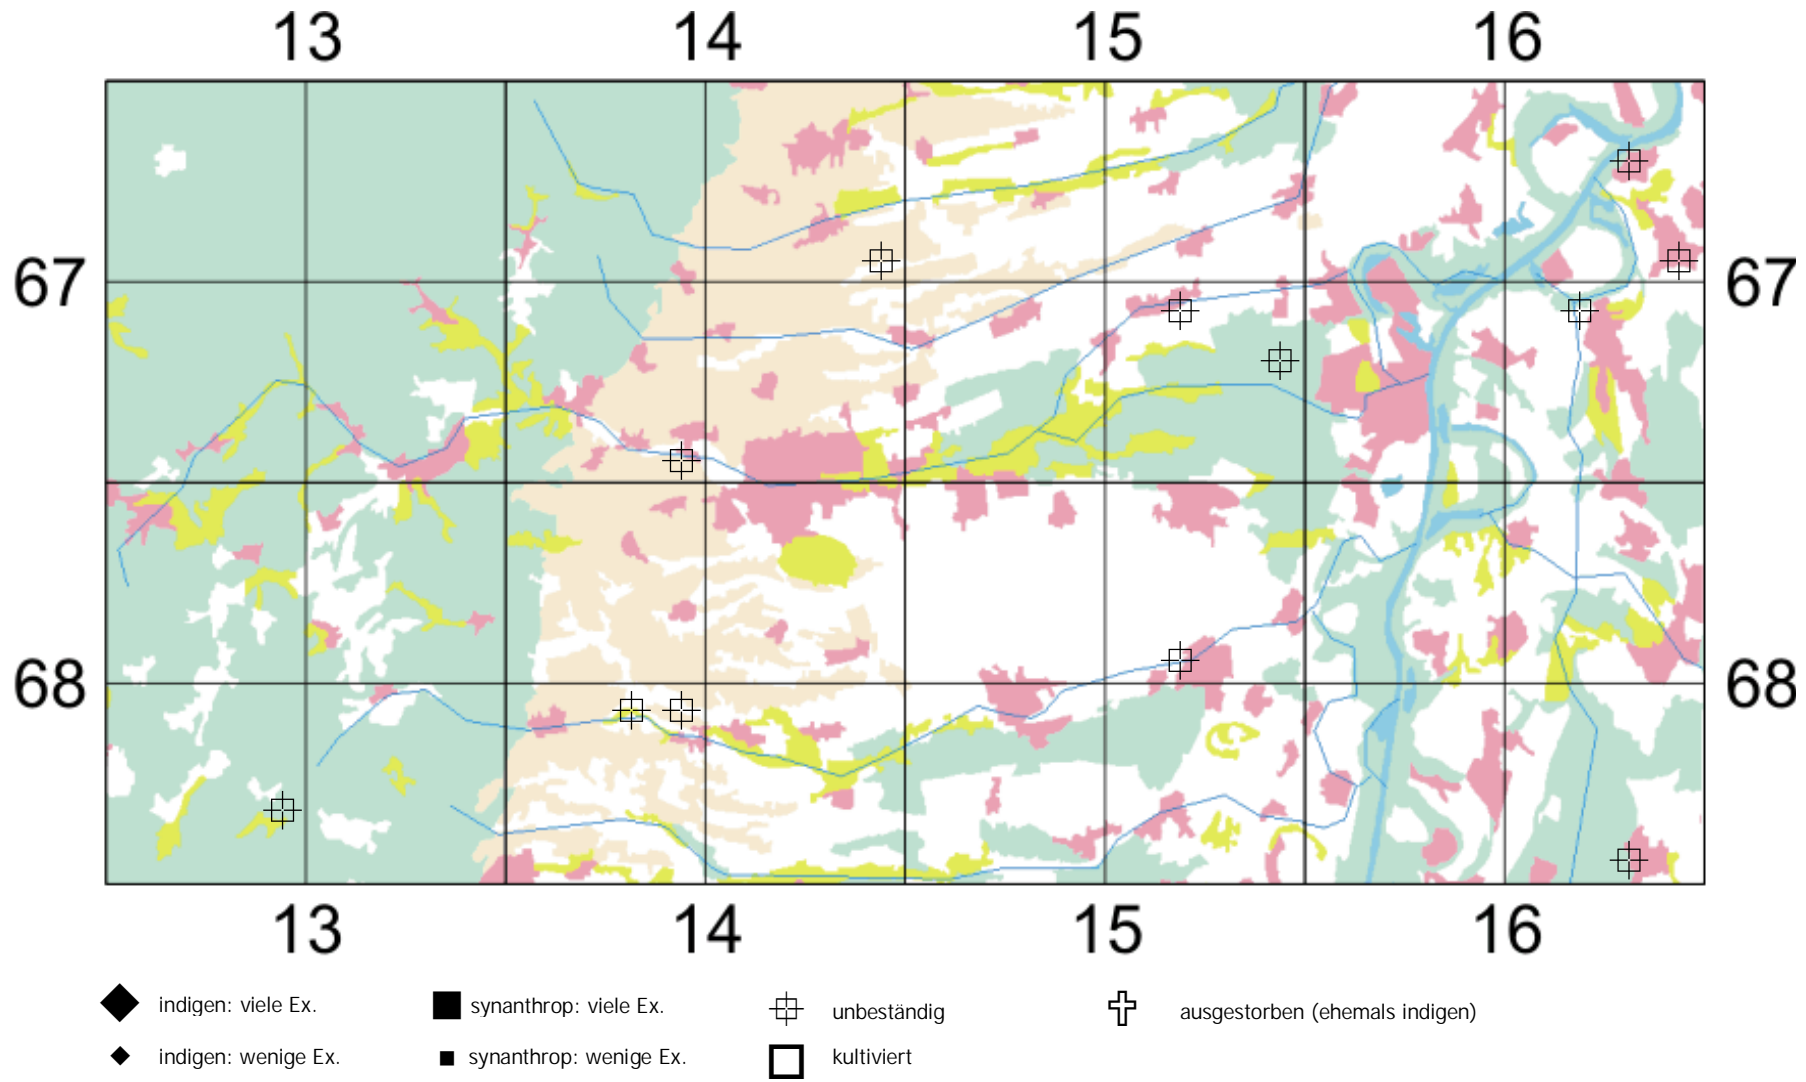 13 14 15 16
67 67
68 68
13 14 15 16
indigen: viele Ex. synanthrop: viele Ex. unbeständig ausgestorben (ehemals indigen)
indigen: wenige Ex. synanthrop: wenige Ex. kultiviert